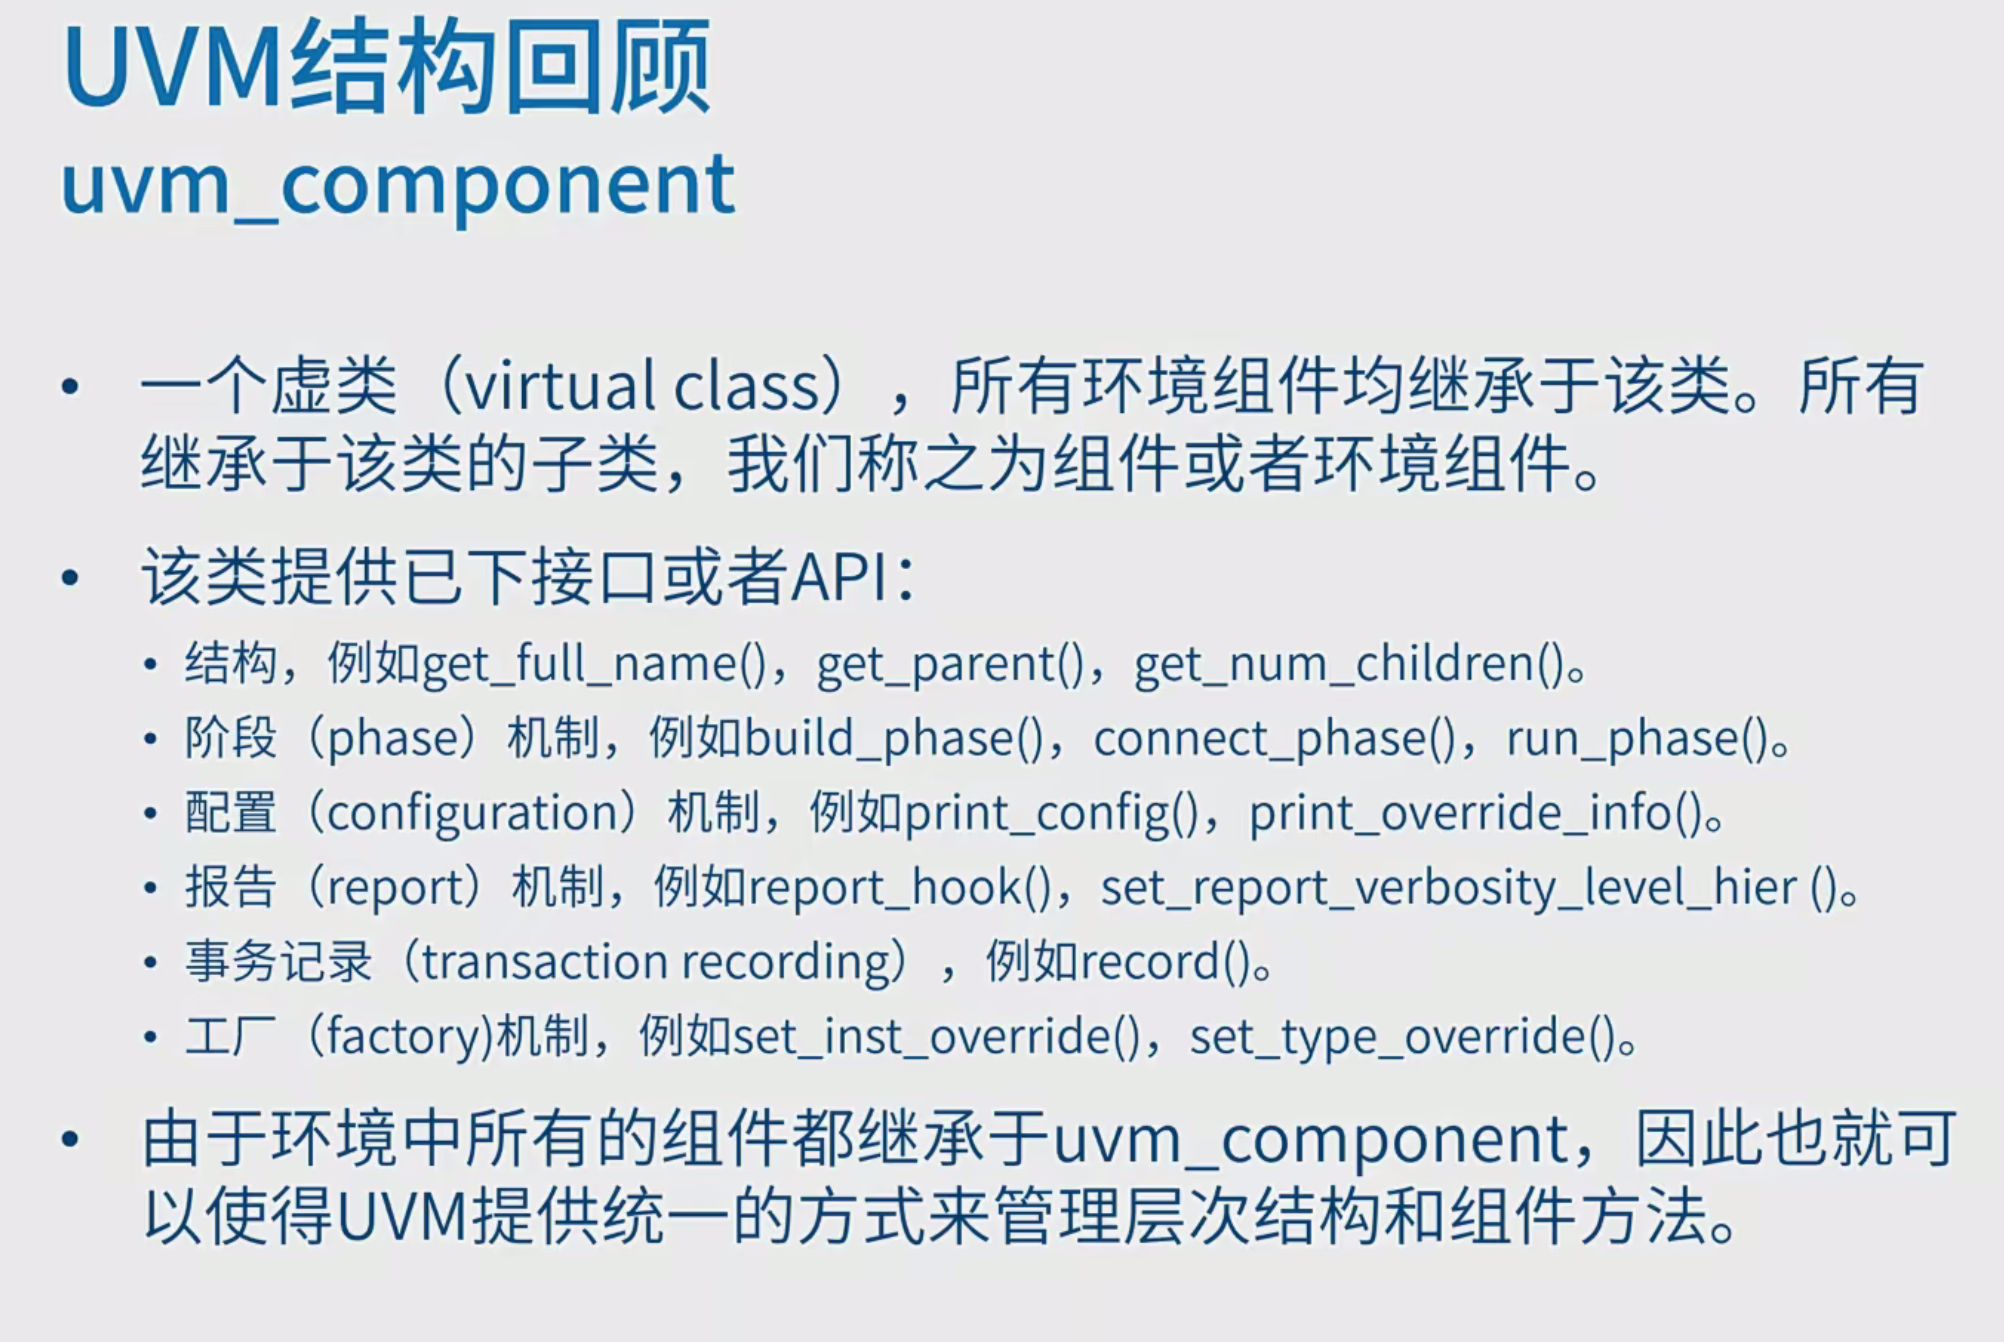 UVM结构回顾
uvm_component
• 一个虚类（virtual class），所有环境组件均继承于该类。所有
继承于该类的子类，我们称之为组件或者环境组件。
• 该类提供已下接口或者API：
• 结构，例如get_full_name()，get_parent()，get_num_children()。
• 阶段（phase）机制，例如build_phase()，connect_phase()，run_phase()。
• 配置（configuration）机制，例如print_config()，print_override_info()。
• 报告（report）机制，例如report_hook()，set_report_verbosity_level_hier ()。
• 事务记录（transaction recording），例如record()。
• 工厂（factory)机制，例如set_inst_override()，set_type_override()。
• 由于环境中所有的组件都继承于uvm_component，因此也就可
以使得UVM提供统一的方式来管理层次结构和组件方法。